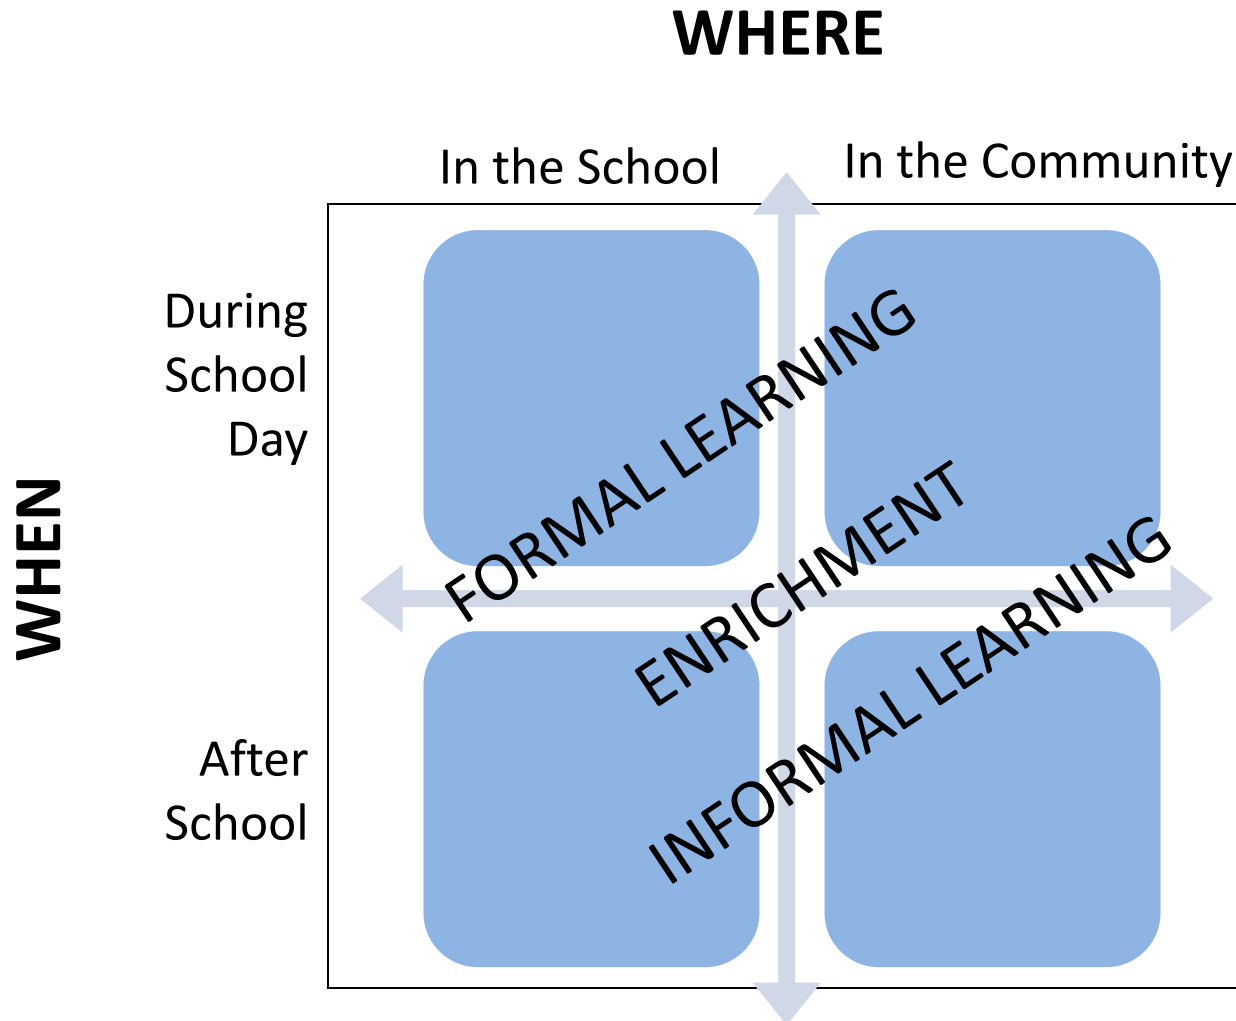 WHERE
In the School
In the Community
During
School
Day
WHEN
After
School
FORMAL LEARNING
ENRICHMENT
INFORMAL LEARNING